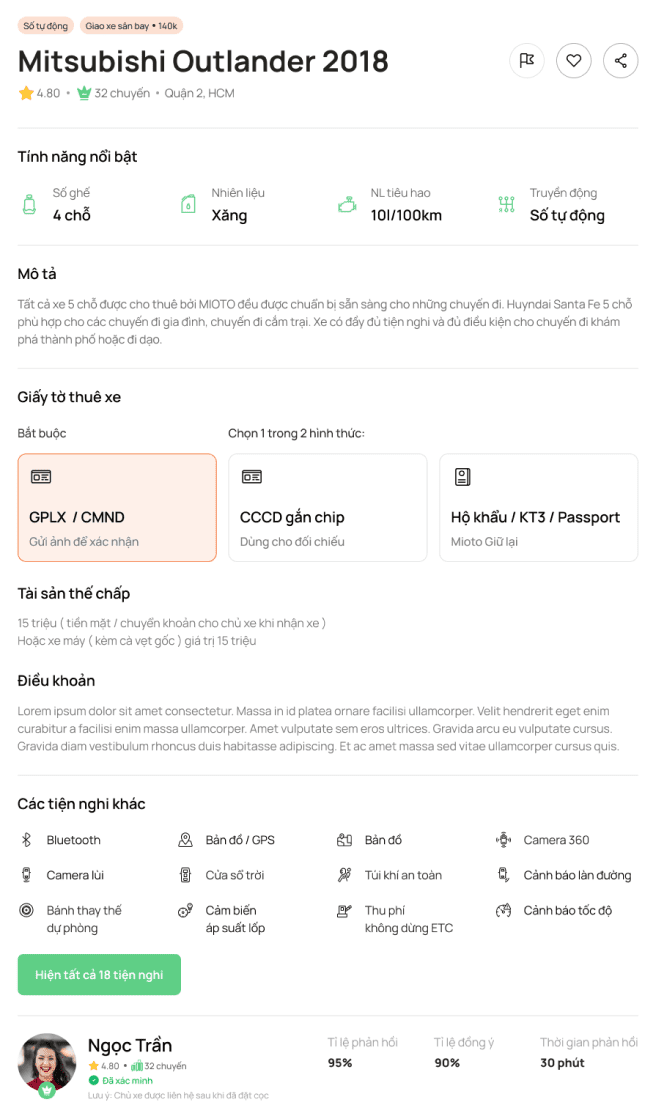 Số tự động
Giao xe sân bay • 140k
Mitsubishi Outlander 2018
4.80 • 32 chuyến • Quận 2, HCM
Tính năng nổi bật
Số ghế
4 chỗ
Nhiên liệu
Xăng
NL tiêu hao
10l/100km
Truyền động
Số tự động
Mô tả
Tất cả xe 5 chỗ được cho thuê bởi MIOTO đều được chuẩn bị sẵn sàng cho những chuyến đi. Huyndai Santa Fe 5 chỗ
phù hợp cho các chuyến đi gia đình, chuyến đi cắm trại. Xe có đầy đủ tiện nghi và đủ điều kiện cho chuyến đi khám
phá thành phố hoặc đi dạo.
Giấy tờ thuê xe
Bắt buộc
Chọn 1 trong 2 hình thức:
GPLX / CMND
Gửi ảnh để xác nhận
CCCD gắn chip
Dùng cho đối chiếu
Hộ khẩu / KT3 / Passport
Mioto Giữ lại
Tài sản thế chấp
15 triệu ( tiền mặt / chuyển khoản cho chủ xe khi nhận xe )
Hoặc xe máy ( kèm cà vẹt gốc ) giá trị 15 triệu
Điều khoản
Lorem ipsum dolor sit amet consectetur. Massa in id platea ornare facilisi ullamcorper. Velit hendrerit eget enim
curabitur a facilisi enim massa ullamcorper. Amet vulputate sem eros ultrices. Gravida arcu eu vulputate cursus.
Gravida diam vestibulum rhoncus duis habitasse adipiscing. Et ac amet massa sed vitae ullamcorper cursus quis.
Các tiện nghi khác
Bluetooth
Bản đồ / GPS
Bản đồ
Camera 360
Camera lùi
Cửa sổ trời
Túi khí an toàn
Cảnh báo làn đường
Bánh thay thế
dự phòng
Cảm biến
áp suất lốp
Thu phí
không dừng ETC
Cảnh báo tốc độ
Hiện tất cả 18 tiện nghi
Ngọc Trần
4.80 • 32 chuyến
Đã xác minh
Lưu ý: Chủ xe được liên hệ sau khi đã đặt cọc
Tỉ lệ phản hồi
95%
Tỉ lệ đồng ý
90%
Thời gian phản hồi
30 phút